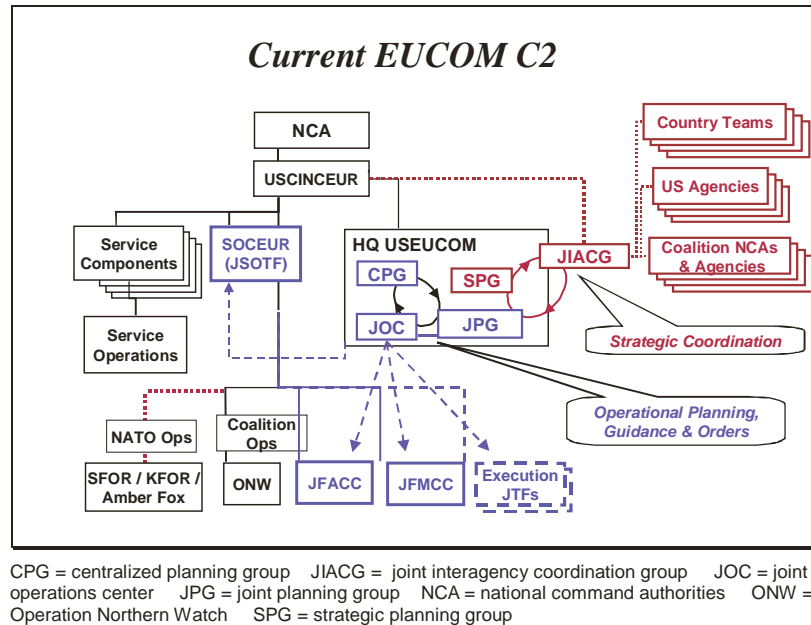 Current EUCOM C2
NCA
USCINCEUR
Country Teams
US Agencies
Coalition NCAs
& Agencies
Service
Components
SOCEUR
(JSOTF)
HQ USEUCOM
JIACG
CPG
SPG
JOC
JPG
Service
Operations
Strategic Coordination
Operational Planning,
Guidance & Orders
NATO Ops
Coalition
Ops
SFOR / KFOR /
Amber Fox
ONW
JFACC
JFMCC
Execution
JTFs
CPG = centralized planning group JIACG = joint interagency coordination group JOC = joint
operations center JPG = joint planning group NCA = national command authorities ONW =
Operation Northern Watch SPG = strategic planning group